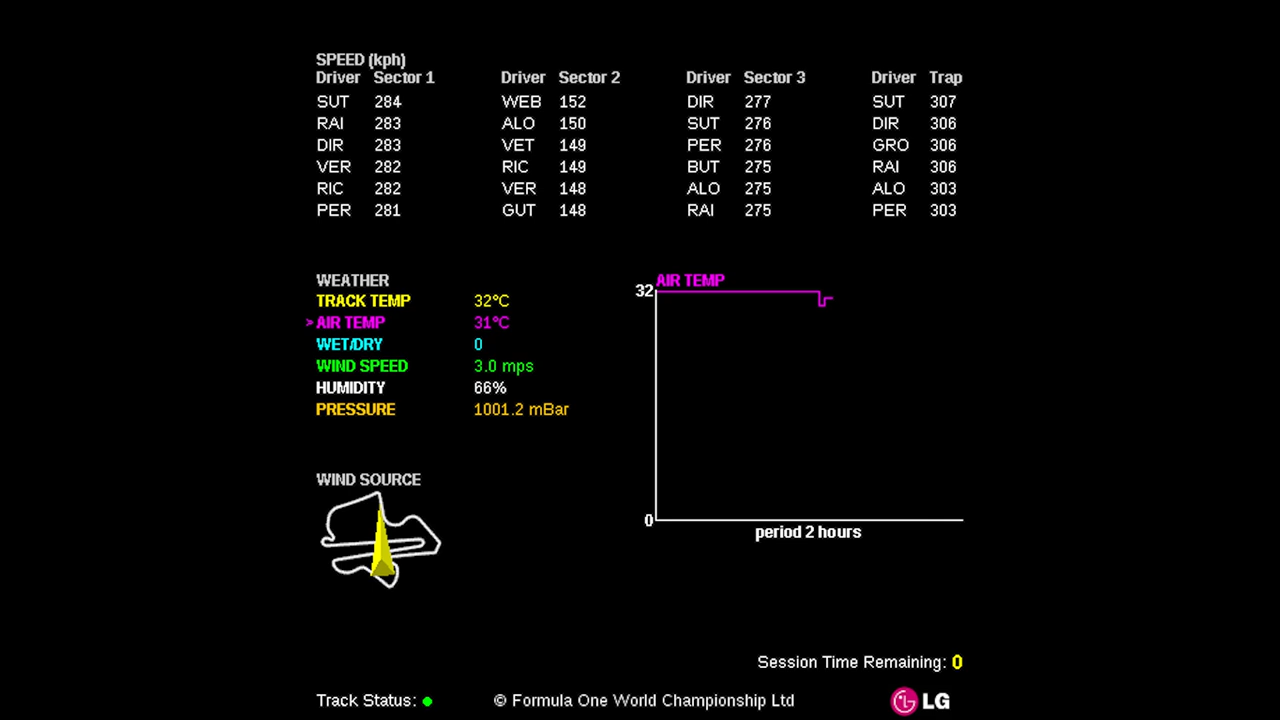 SPEED (kph)
Driver Sector 1 Driver Sector 2 Driver Sector 3 Driver Trap
SUT 284 WEB 152 DIR 277 SUT 307
RAI 283 ALO 150 SUT 276 DIR 306
DIR 283 VET 149 PER 276 GRO 306
VER 282 RIC 149 BUT 275 RAI 306
RIC 282 VER 148 ALO 275 ALO 303
PER 281 GUT 148 RAI 275 PER 303
WEATHER
TRACK TEMP 32°C
> AIR TEMP 31°C
WET/DRY 0
WIND SPEED 3.0 mps
HUMIDITY 66%
PRESSURE 1001.2 mBar
AIR TEMP
32
0
period 2 hours
WIND SOURCE
Session Time Remaining: 0
Track Status:
© Formula One World Championship Ltd
LG